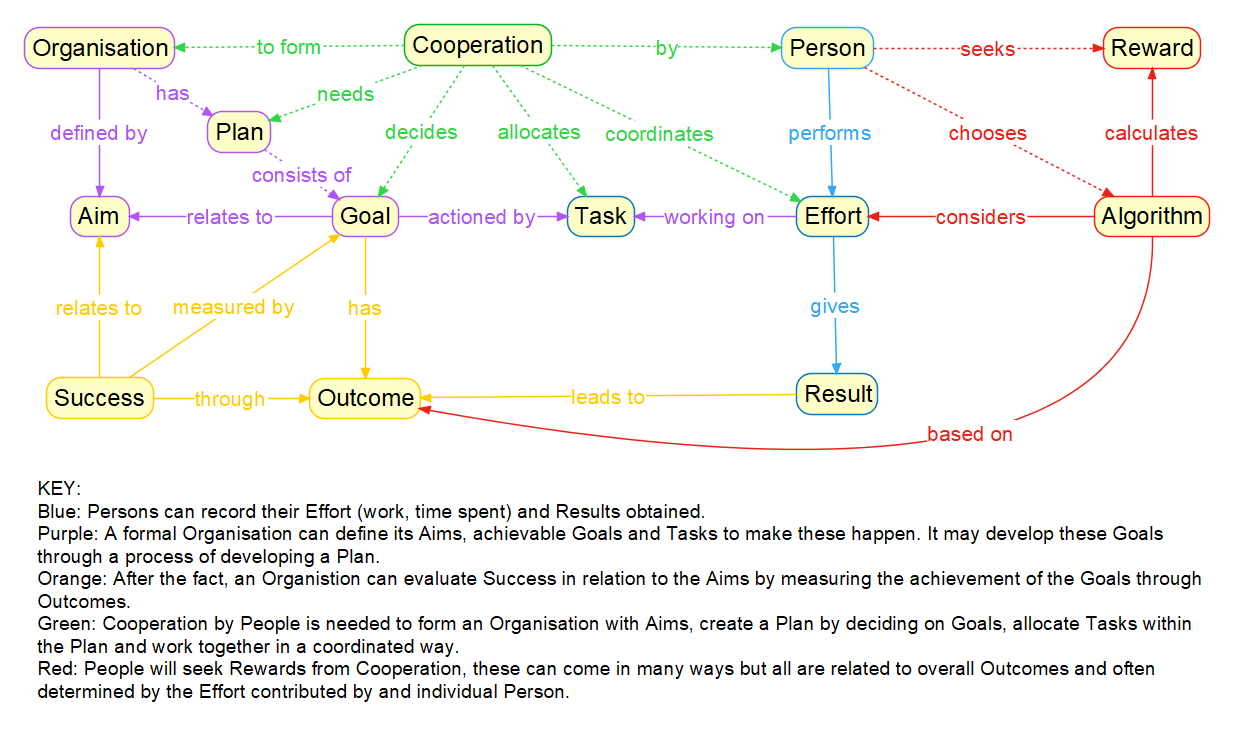 Organisation to form Cooperation by Person seeks Reward
has needs
defined by Plan decides allocates coordinates performs chooses calculates
consists of
Aim relates to Goal actioned by Task working on Effort considers Algorithm
relates to measured by has gives
Success through Outcome leads to Result
based on
KEY:
Blue: Persons can record their Effort (work, time spent) and Results obtained.
Purple: A formal Organisation can define its Aims, achievable Goals and Tasks to make these happen. It may develop these Goals
through a process of developing a Plan.
Orange: After the fact, an Organistion can evaluate Success in relation to the Aims by measuring the achievement of the Goals through
Outcomes.
Green: Cooperation by People is needed to form an Organisation with Aims, create a Plan by deciding on Goals, allocate Tasks within
the Plan and work together in a coordinated way.
Red: People will seek Rewards from Cooperation, these can come in many ways but all are related to overall Outcomes and often
determined by the Effort contributed by and individual Person.